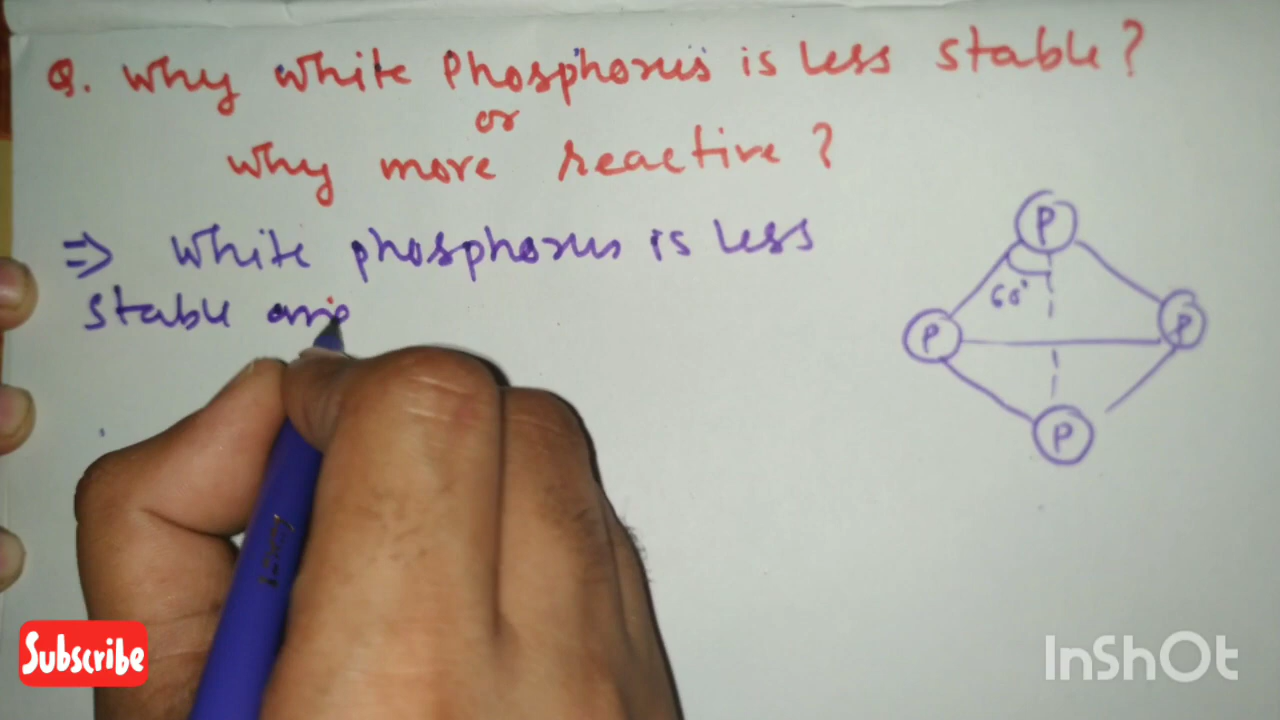 Q. Why white Phosphorus is less stable?
or
why more reactive?
⇒ White phosphorus is less
stable
P
60°
P
P
P
Subscribe
InShOt